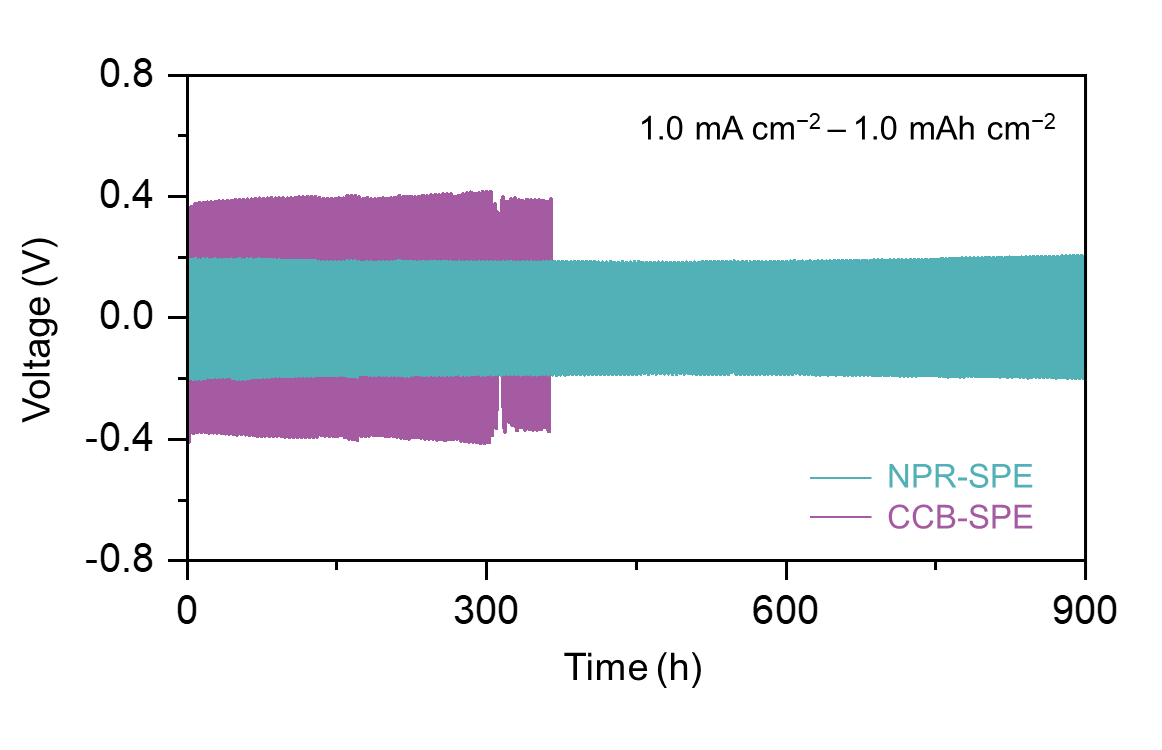 0.8
1.0 mA cm⁻² – 1.0 mAh cm⁻²
0.4
0.0
-0.4
-0.8
Voltage (V)
NPR-SPE
CCB-SPE
0 300 600 900
Time (h)